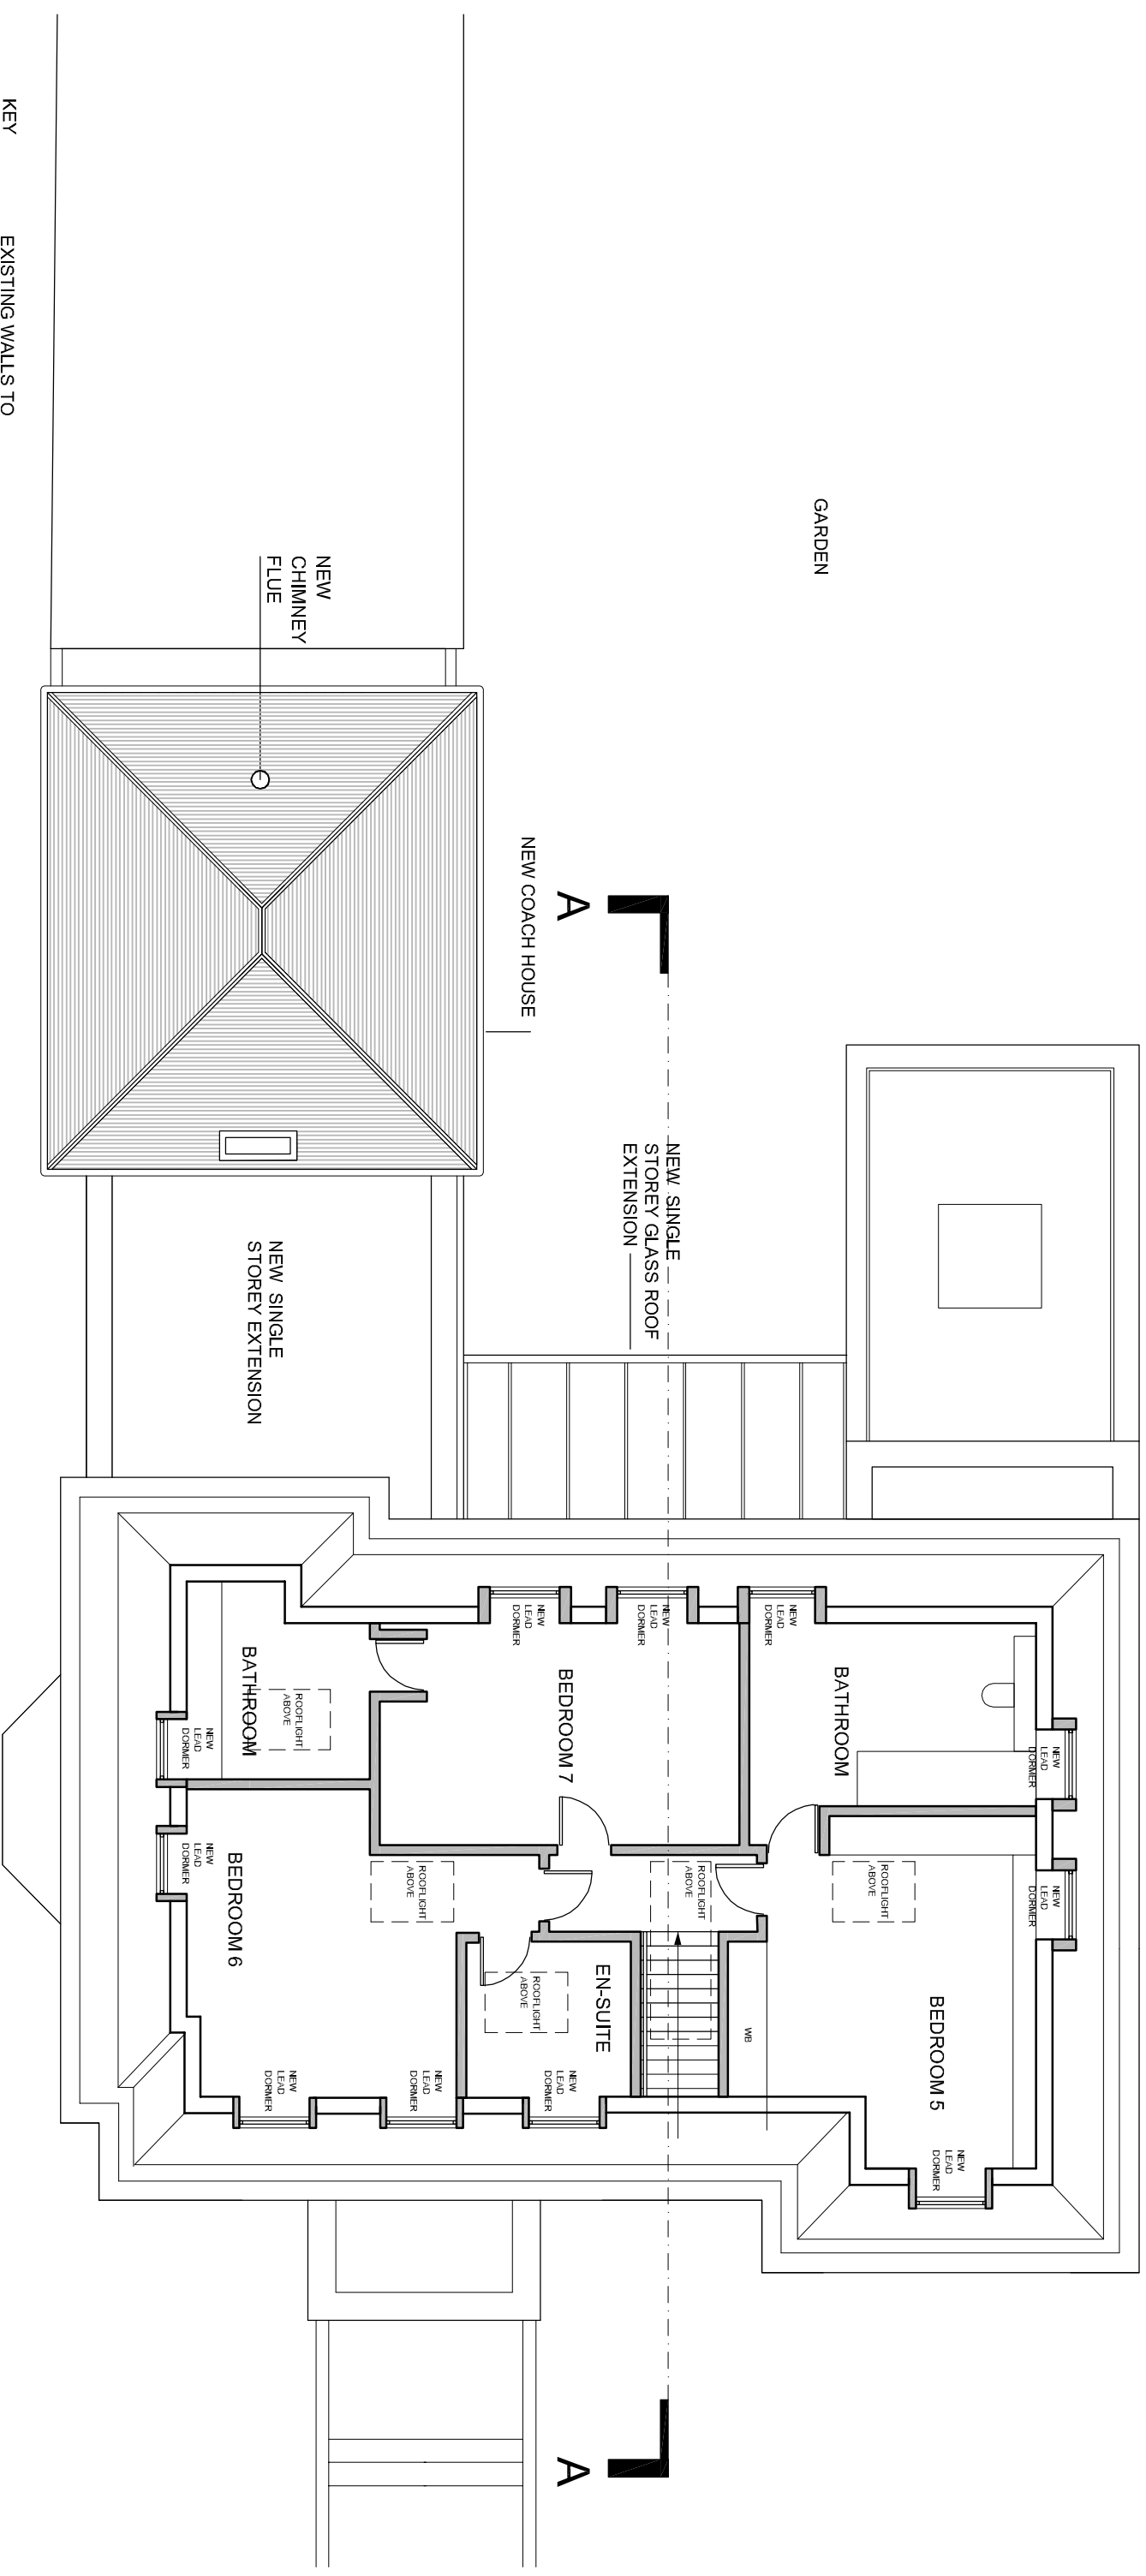 KEY
EXISTING WALLS TO
GARDEN
NEW
CHIMNEY
FLUE
NEW COACH HOUSE
A
NEW SINGLE
STOREY GLASS ROOF
EXTENSION
NEW SINGLE
STOREY EXTENSION
NEW
LEAD
DORMER
NEW
LEAD
DORMER
NEW
LEAD
DORMER
BATHROOM
NEW
LEAD
DORMER
BEDROOM 7
BATHROOM
ROOFLIGHT
ABOVE
NEW
LEAD
DORMER
NEW
LEAD
DORMER
ROOFLIGHT
ABOVE
ROOFLIGHT
ABOVE
ROOFLIGHT
ABOVE
NEW
LEAD
DORMER
BEDROOM 6
EN-SUITE
ROOFLIGHT
ABOVE
WB
BEDROOM 5
NEW
LEAD
DORMER
NEW
LEAD
DORMER
NEW
LEAD
DORMER
NEW
LEAD
DORMER
A